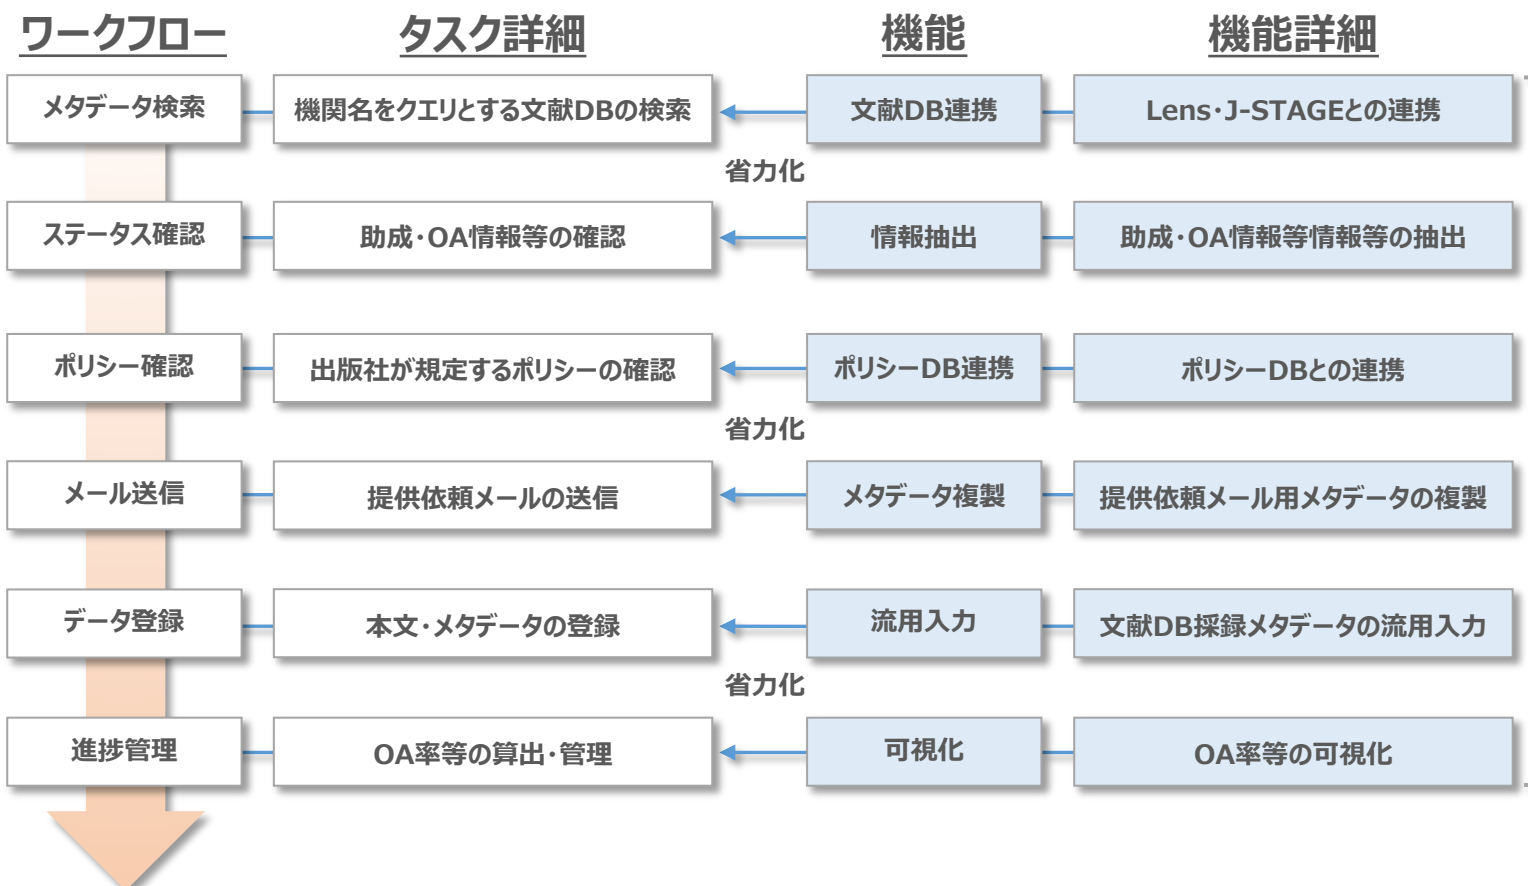 ワークフロー
タスク詳細
機能
機能詳細
メタデータ検索
機関名をクエリとする文献DBの検索
文献DB連携
Lens・J-STAGEとの連携
省力化
ステータス確認
助成・OA情報等の確認
情報抽出
助成・OA情報等情報等の抽出
ポリシー確認
出版社が規定するポリシーの確認
ポリシーDB連携
ポリシーDBとの連携
省力化
メール送信
提供依頼メールの送信
メタデータ複製
提供依頼メール用メタデータの複製
データ登録
本文・メタデータの登録
流用入力
文献DB採録メタデータの流用入力
省力化
進捗管理
OA率等の算出・管理
可視化
OA率等の可視化